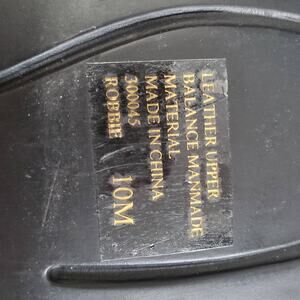 LEATHER UPPER
BALANCE MANMADE
MATERIAL
MADE IN CHINA
300045
ROBBIE 10M